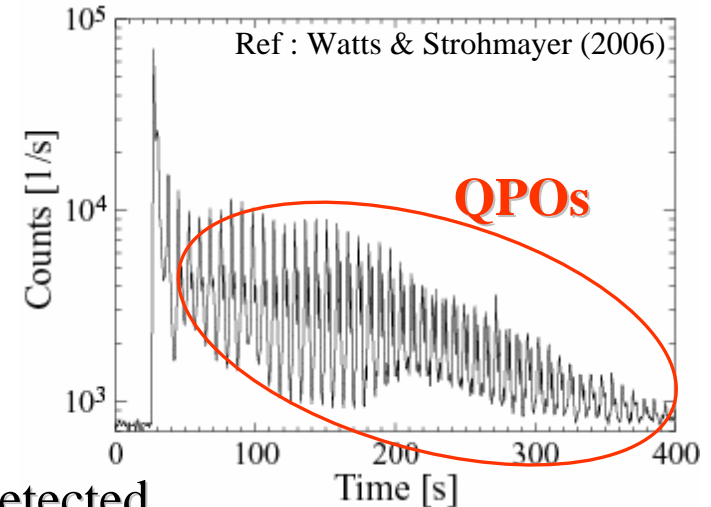 10^5
Ref : Watts & Strohmayer (2006)
Counts [1/s]
QPOs
10^4
10^3
0 100 200 300 400
Time [s]